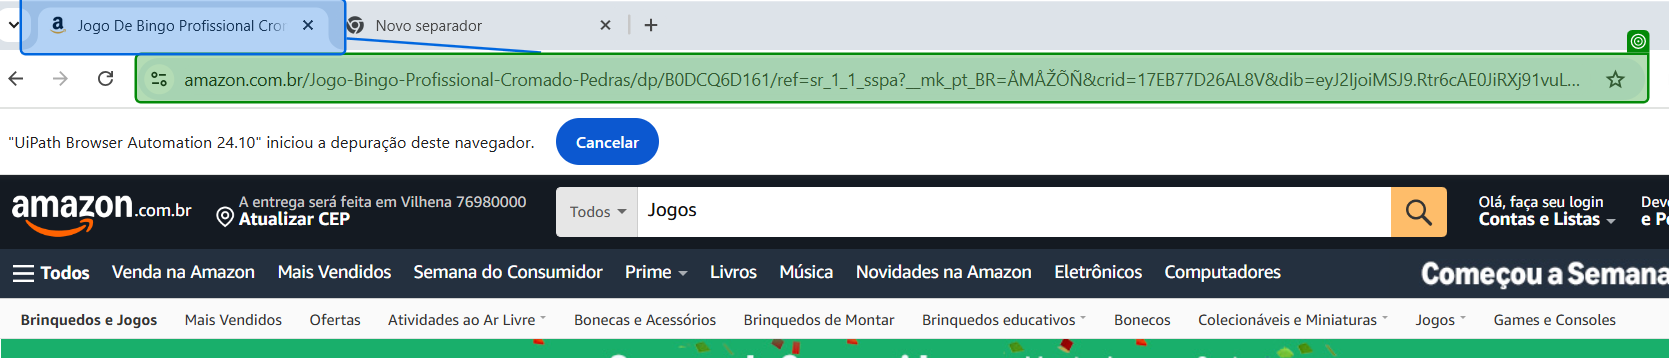 Jogo De Bingo Profissional Cror
Novo separador
amazon.com.br/Jogo-Bingo-Profissional-Cromado-Pedras/dp/B0DCQ6D161/ref=sr_1_1_sspa?__mk_pt_BR=ÅMÅŽÕÑ&crid=17EB77D26AL8V&dib=eyJ2IjoiMSJ9.Rtr6cAE0JiRXj91vuL...
"UiPath Browser Automation 24.10" iniciou a depuração deste navegador.
Cancelar
amazon.com.br
A entrega será feita em Vilhena 76980000
Atualizar CEP
Todos
Jogos
Olá, faça seu login
Contas e Listas
Deve
e Pe
Todos
Venda na Amazon
Mais Vendidos
Semana do Consumidor
Prime
Livros
Música
Novidades na Amazon
Eletrônicos
Computadores
Começou a Semana
Brinquedos e Jogos
Mais Vendidos
Ofertas
Atividades ao Ar Livre
Bonecas e Acessórios
Brinquedos de Montar
Brinquedos educativos
Bonecos
Colecionáveis e Miniaturas
Jogos
Games e Consoles